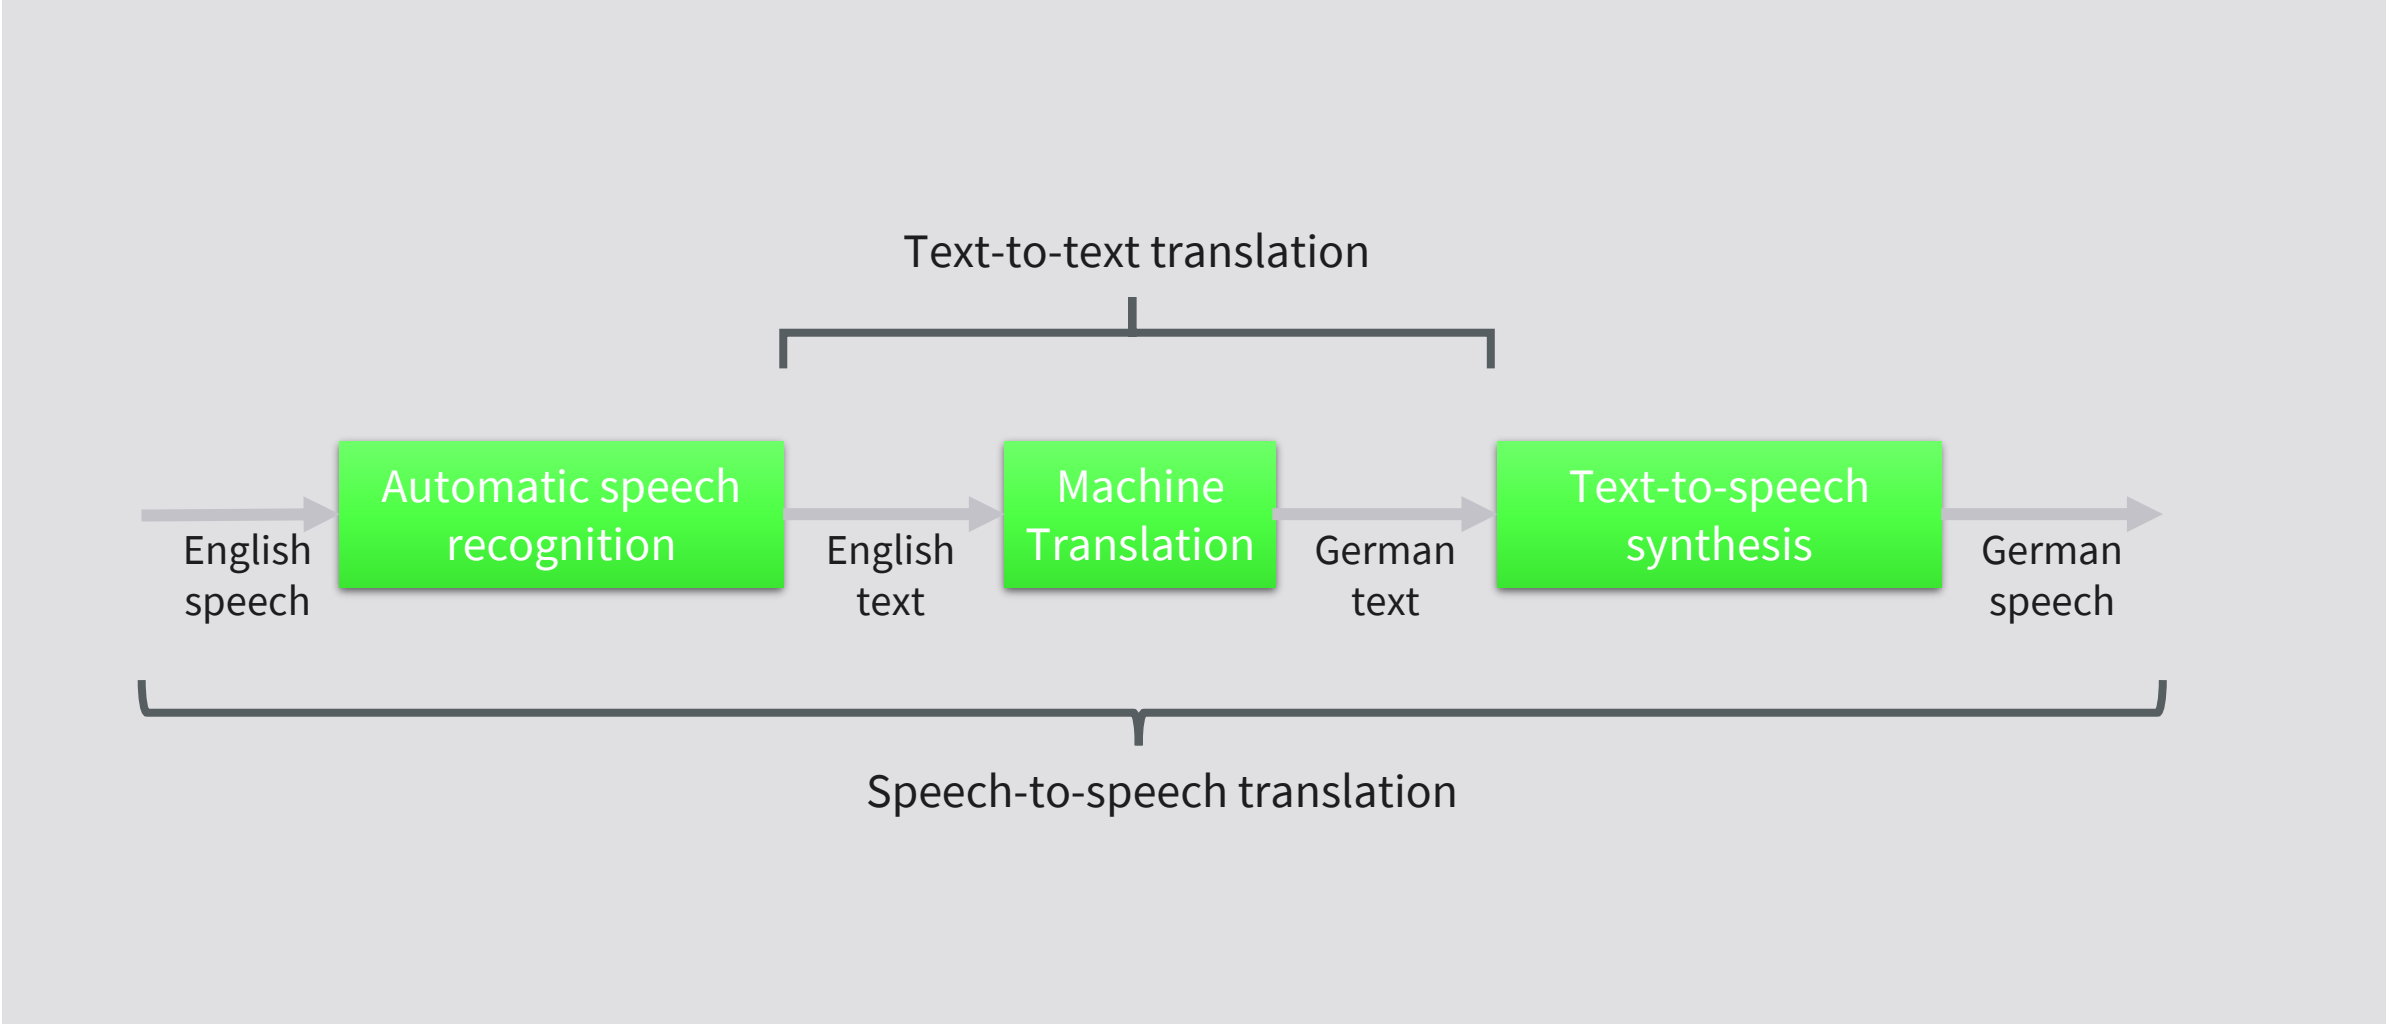 Text-to-text translation
Automatic speech
recognition
Machine
Translation
Text-to-speech
synthesis
English
speech
English
text
German
text
German
speech
Speech-to-speech translation